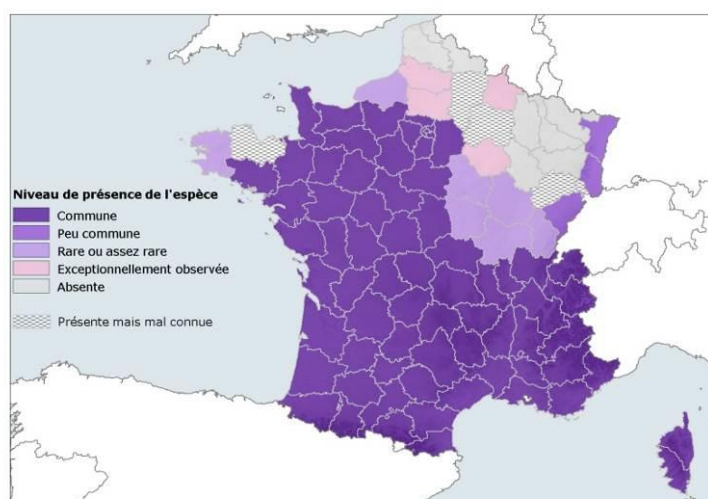 Niveau de présence de l'espèce
Commune
Peu commune
Rare ou assez rare
Exceptionnellement observée
Absente
Présente mais mal connue